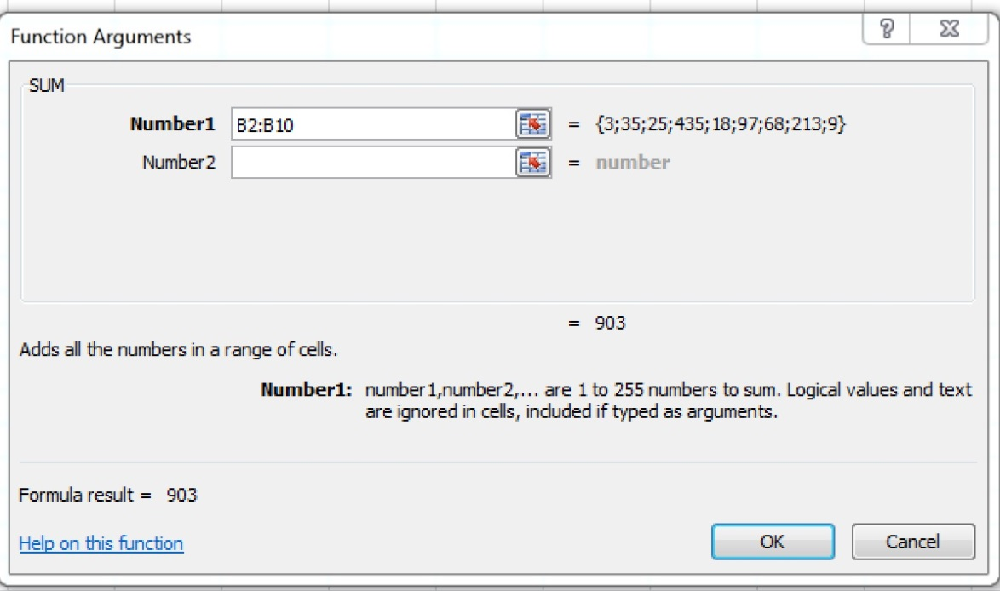 Function Arguments
SUM
Number1 B2:B10 = {3;35;25;435;18;97;68;213;9}
Number2 = number
= 903
Adds all the numbers in a range of cells.
Number1: number1,number2,... are 1 to 255 numbers to sum. Logical values and text
are ignored in cells, included if typed as arguments.
Formula result = 903
Help on this function OK Cancel